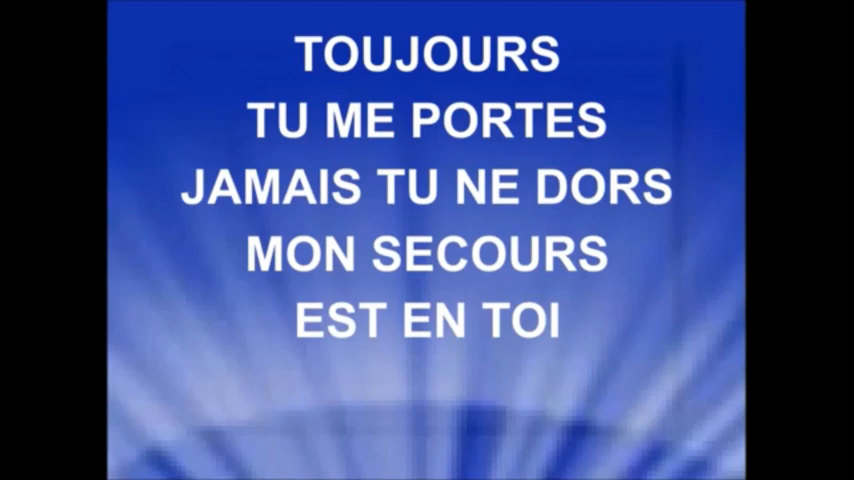 TOUJOURS
TU ME PORTES
JAMAIS TU NE DORS
MON SECOURS
EST EN TOI